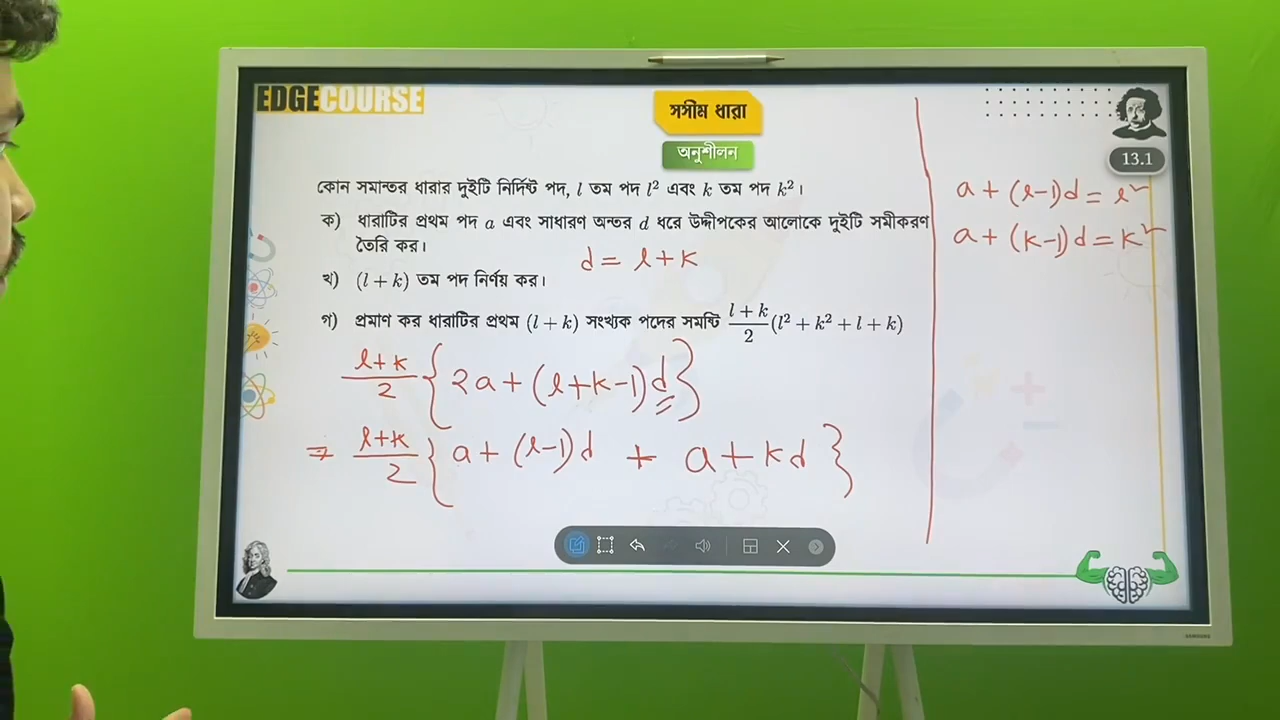 EDGECOURSE
সসীম ধারা
অনুশীলন
13.1
কোন সমান্তর ধারার দুইটি নির্দিষ্ট পদ, l তম পদ l² এবং k তম পদ k²।
ক) ধারাটির প্রথম পদ a এবং সাধারণ অন্তর d ধরে উদ্দীপকের আলোকে দুইটি সমীকরণ
তৈরি কর।
d = l+k
খ) (l + k) তম পদ নির্ণয় কর।
গ) প্রমাণ কর ধারাটির প্রথম (l + k) সংখ্যক পদের সমষ্টি (l + k)/2 (l² + k² + l + k)
(l+k)/2 {2a + (l+k-1)d}
= (l+k)/2 {a + (l-1)d + a + kd}
a + (l-1)d = l²
a + (k-1)d = k²
SAMSUNG